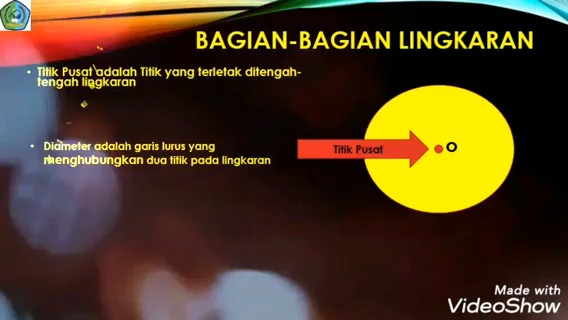 BAGIAN-BAGIAN LINGKARAN
• Titik Pusat adalah Titik yang terletak ditengah-
tengah lingkaran
• Diameter adalah garis lurus yang
menghubungkan dua titik pada lingkaran
Titik Pusat
O
Made with
VideoShow